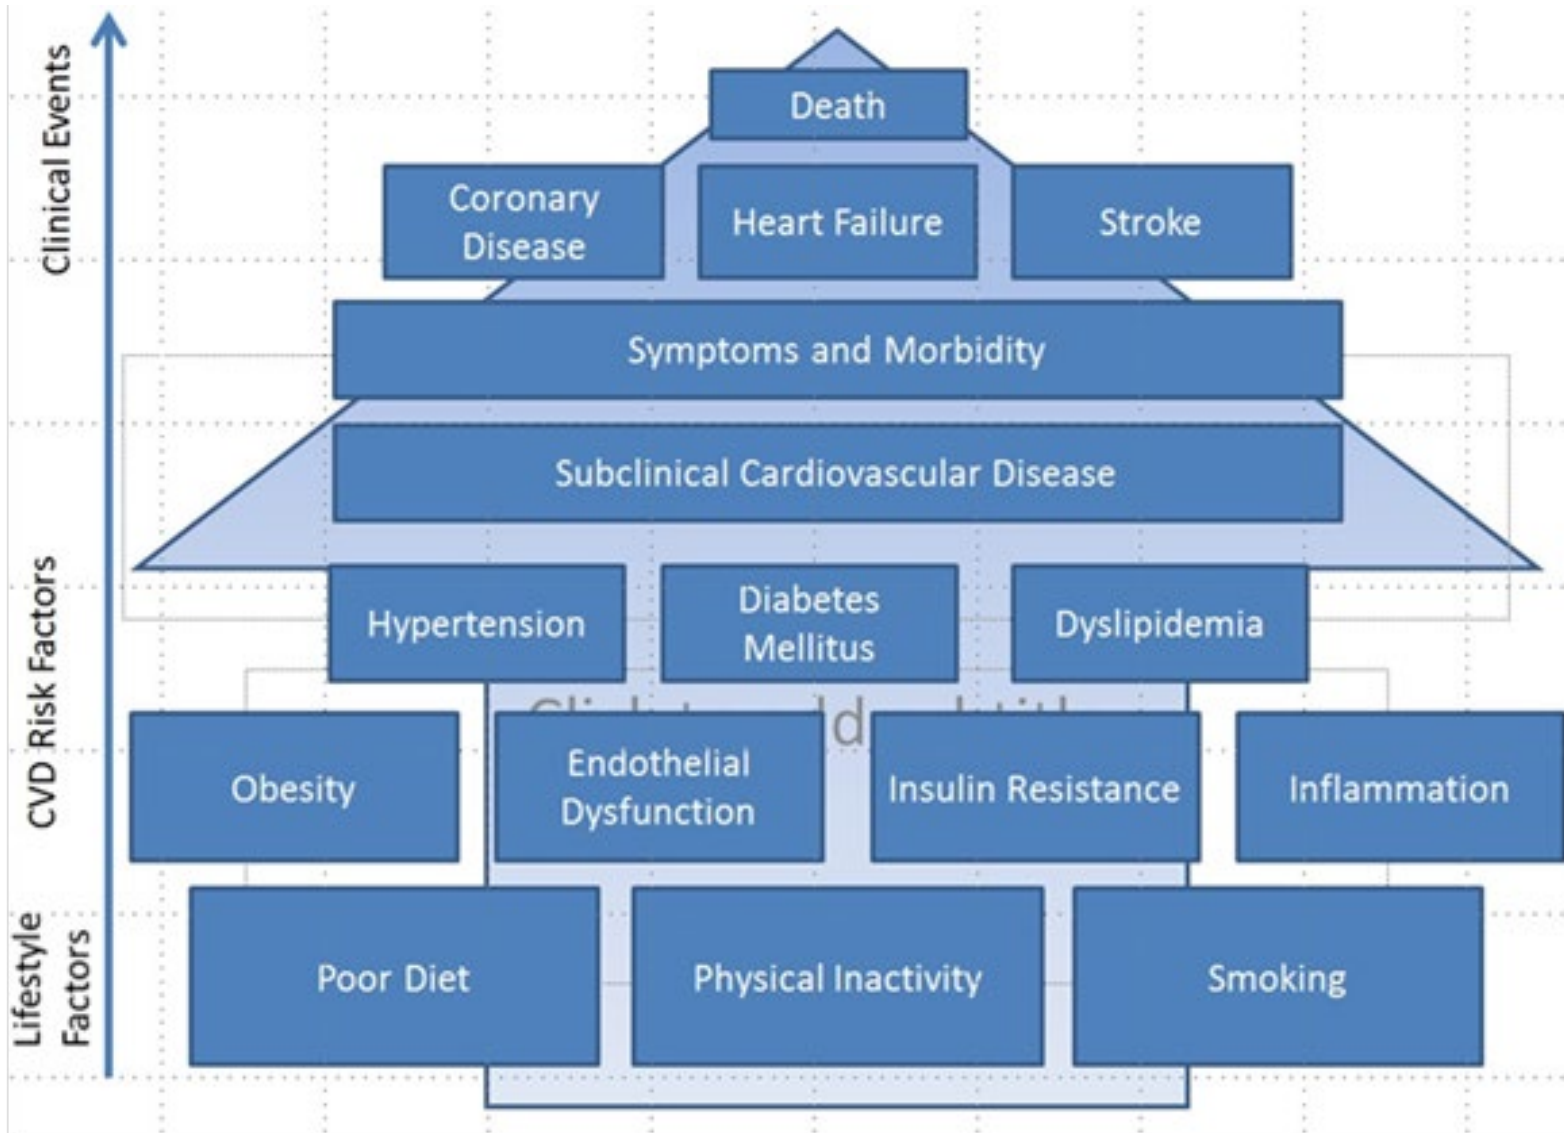 Clinical Events
Death
Coronary
Disease
Heart Failure
Stroke
Symptoms and Morbidity
Subclinical Cardiovascular Disease
CVD Risk Factors
Hypertension
Diabetes
Mellitus
Dyslipidemia
Obesity
Endothelial
Dysfunction
Insulin Resistance
Inflammation
Lifestyle
Factors
Poor Diet
Physical Inactivity
Smoking